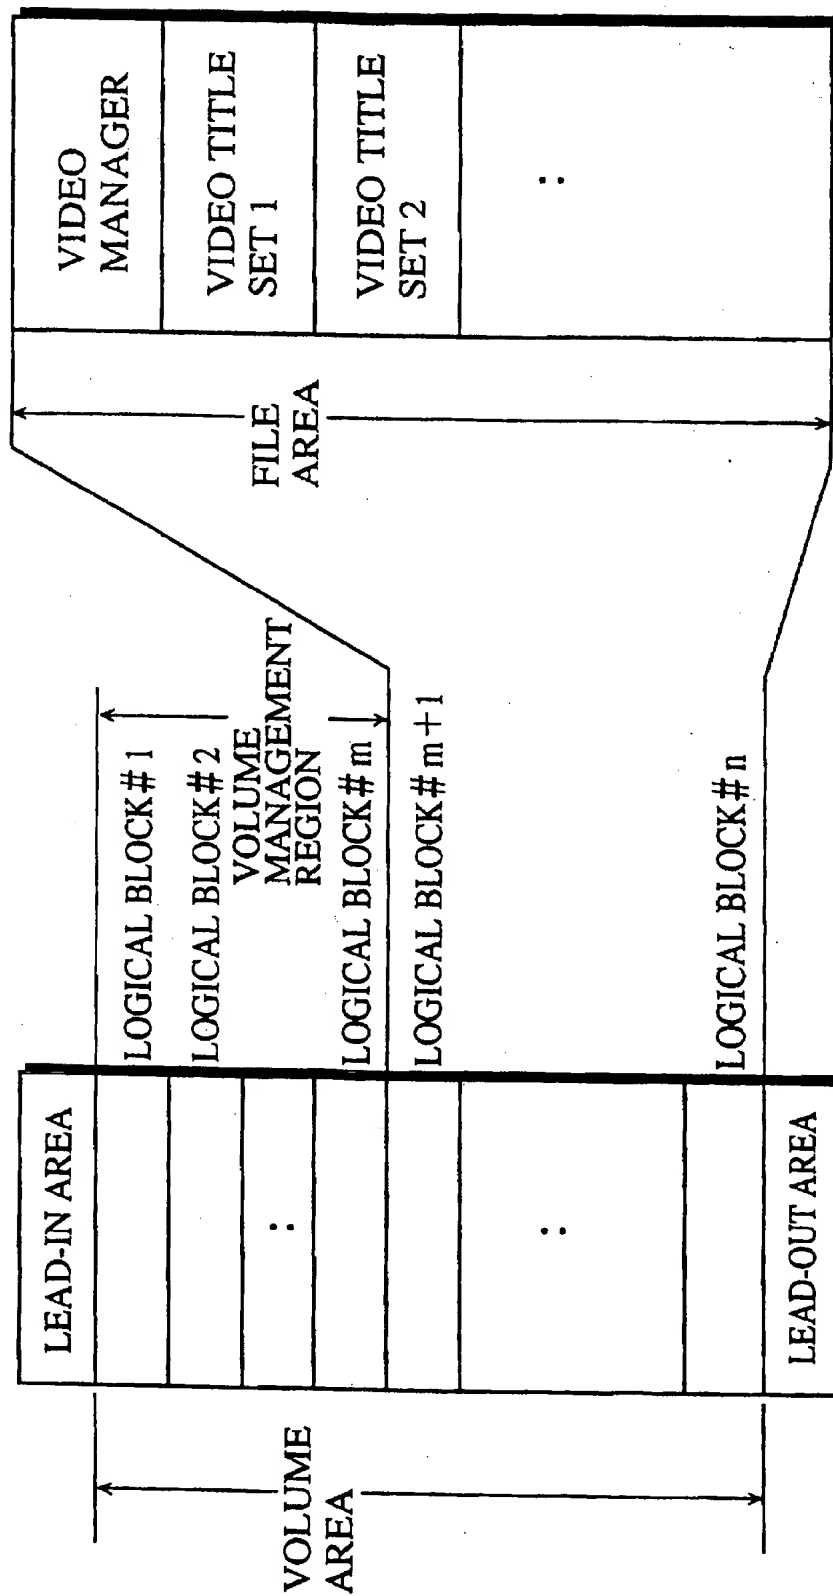 VOLUME
AREA
LEAD-IN AREA
:
:
LEAD-OUT AREA
LOGICAL BLOCK#1
LOGICAL BLOCK#2
VOLUME
MANAGEMENT
REGION
LOGICAL BLOCK#m
LOGICAL BLOCK#m+1
LOGICAL BLOCK#n
FILE
AREA
VIDEO
MANAGER
VIDEO TITLE
SET 1
VIDEO TITLE
SET 2
: